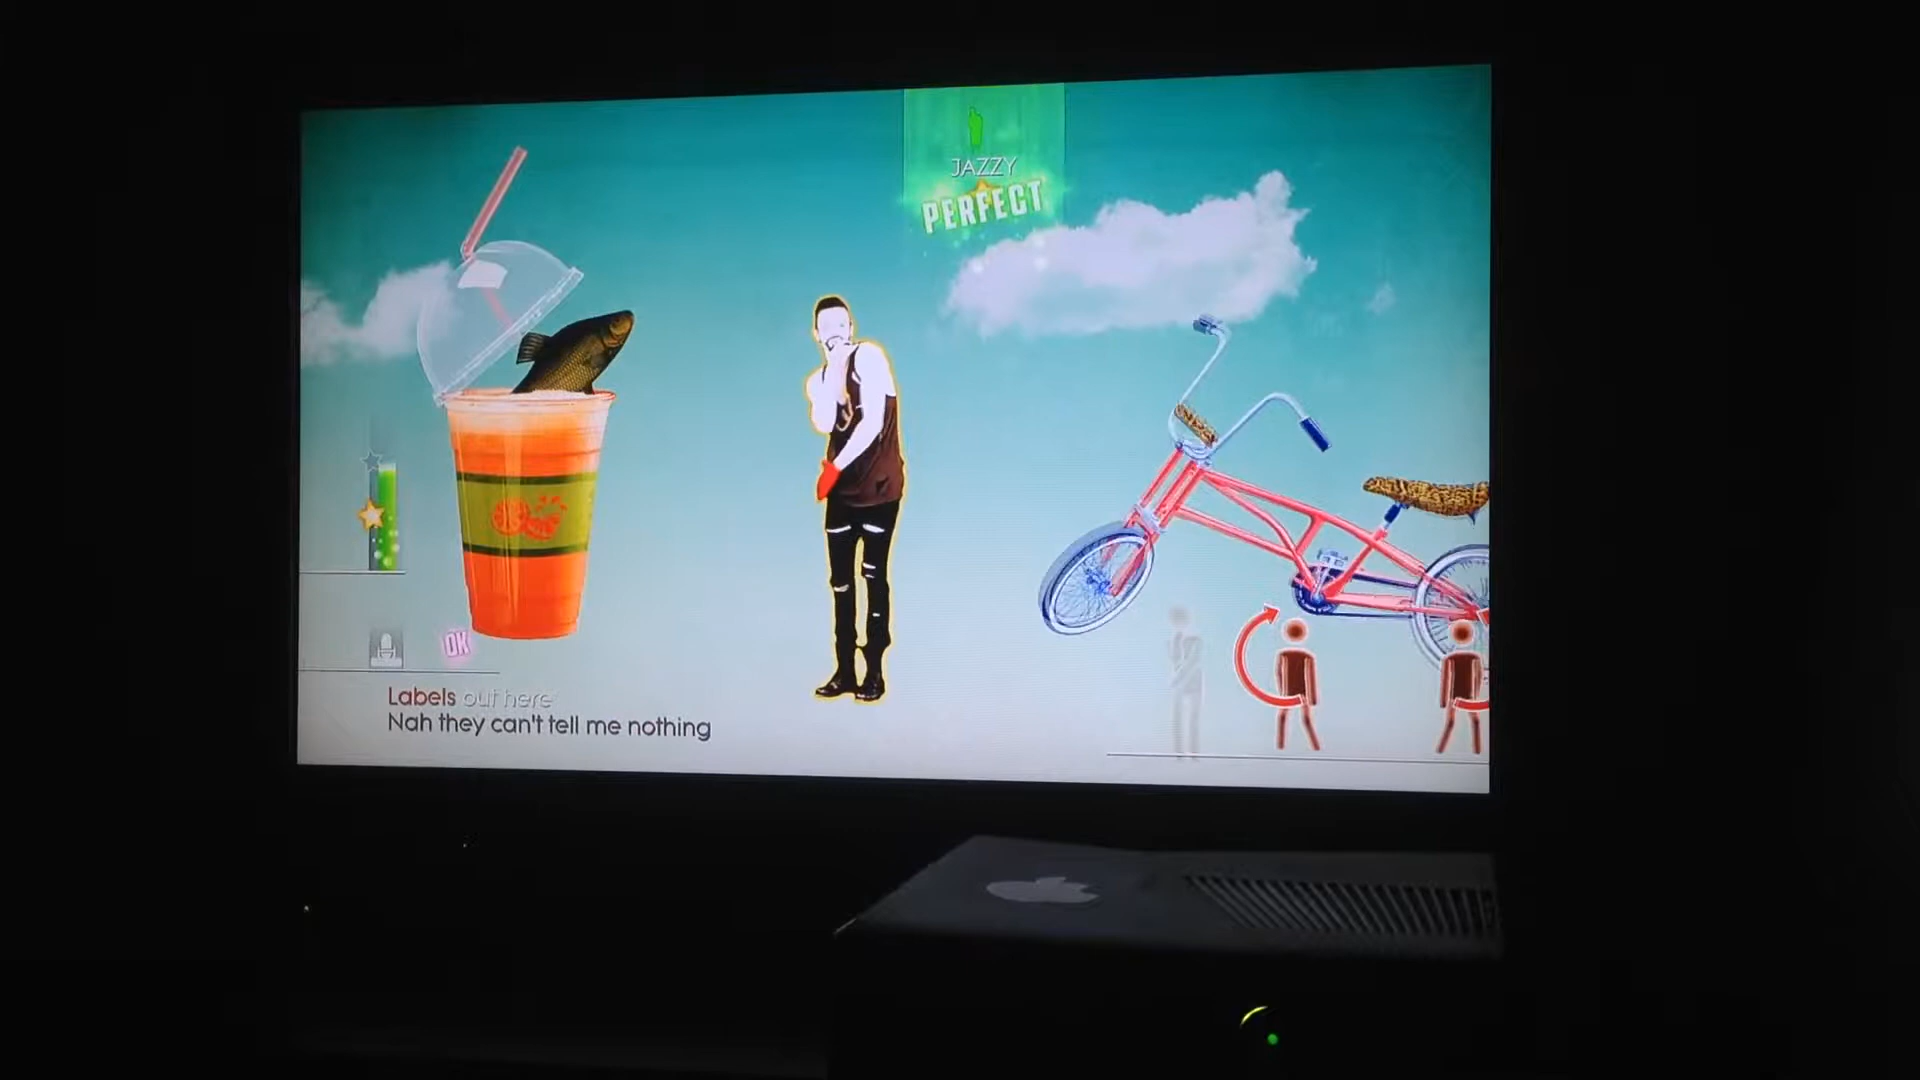 JAZZY
PERFECT
OK
Labels out here
Nah they can't tell me nothing